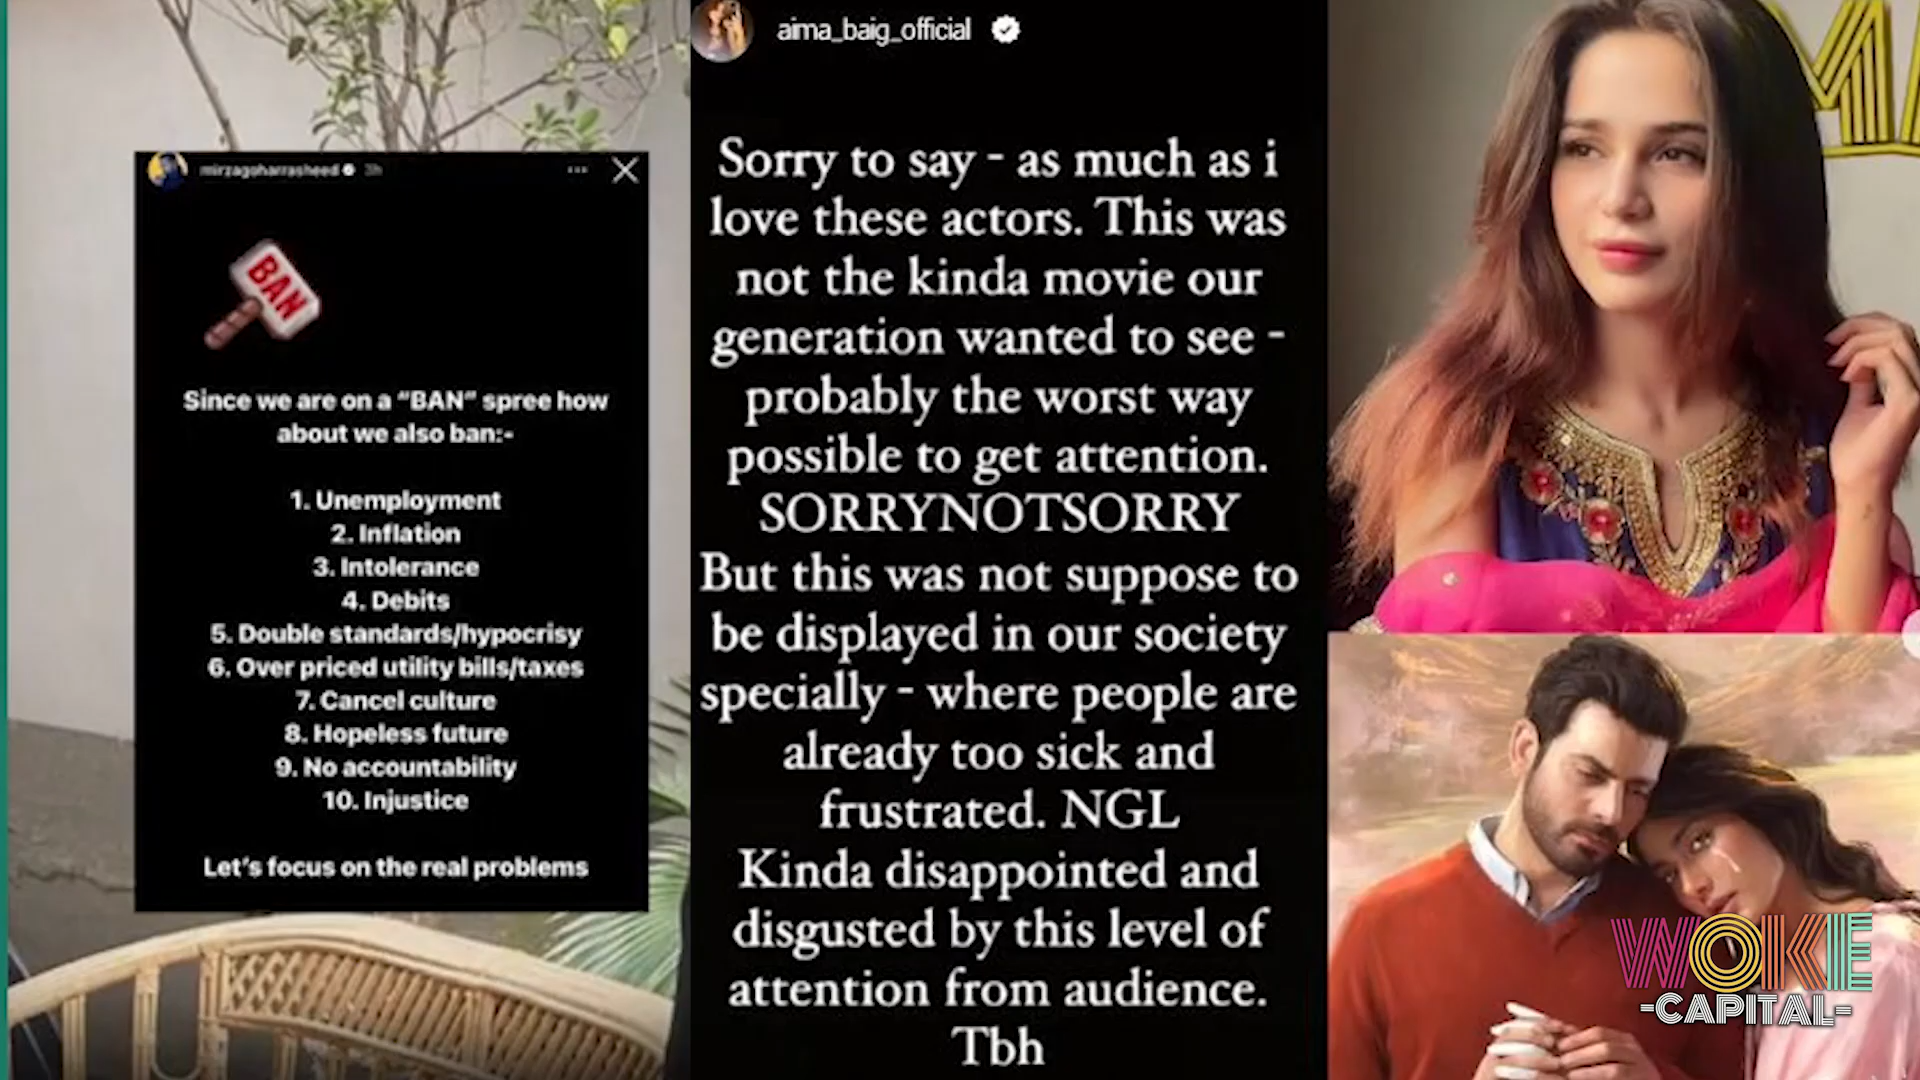 mirzagoharrasheed 3h
BAN
Since we are on a “BAN” spree how
about we also ban:-
1. Unemployment
2. Inflation
3. Intolerance
4. Debits
5. Double standards/hypocrisy
6. Over priced utility bills/taxes
7. Cancel culture
8. Hopeless future
9. No accountability
10. Injustice
Let’s focus on the real problems
aima_baig_official
Sorry to say - as much as i
love these actors. This was
not the kinda movie our
generation wanted to see -
probably the worst way
possible to get attention.
SORRYNOTSORRY
But this was not suppose to
be displayed in our society
specially - where people are
already too sick and
frustrated. NGL
Kinda disappointed and
disgusted by this level of
attention from audience.
Tbh
WOKE
-CAPITAL-